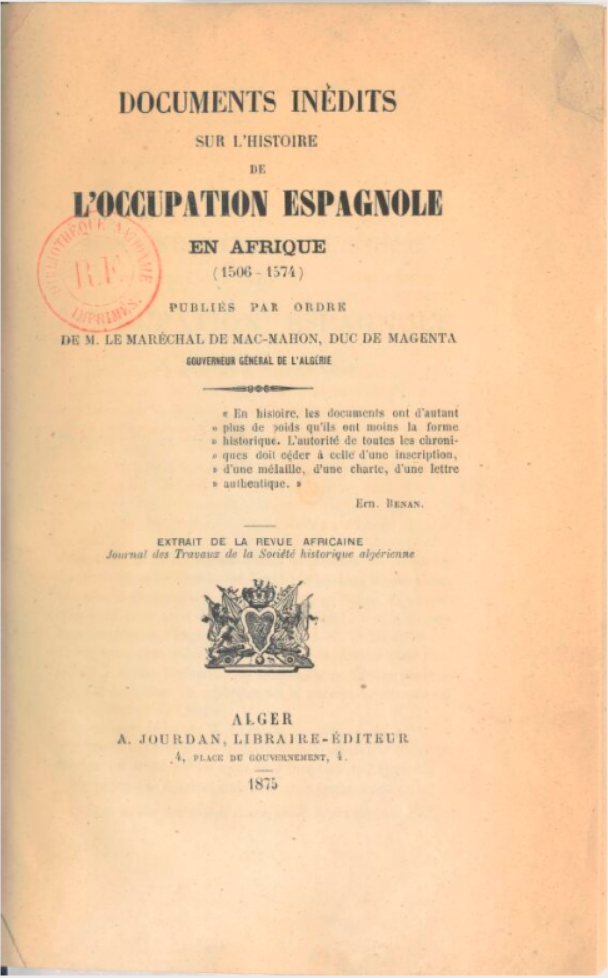 DOCUMENTS INÈDITS
SUR L'HISTOIRE
DE
L'OCCUPATION ESPAGNOLE
EN AFRIQUE
(1506 - 1574)
BIBLIOTHÈQUE NATIONALE
R.F.
IMPRIMÉS.
PUBLIÉS PAR ORDRE
DE M. LE MARÉCHAL DE MAC-MAHON, DUC DE MAGENTA
GOUVERNEUR GÉNÉRAL DE L'ALGÉRIE
« En histoire, les documents ont d'autant
» plus de poids qu'ils ont moins la forme
» historique. L'autorité de toutes les chroni-
» ques doit céder à celle d'une inscription,
» d'une médaille, d'une charte, d'une lettre
» authentique. »
Ern. RENAN.
EXTRAIT DE LA REVUE AFRICAINE
Journal des Travaux de la Société historique algérienne
ALGER
A. JOURDAN, LIBRAIRE-ÉDITEUR
4, PLACE DU GOUVERNEMENT, 4.
1875